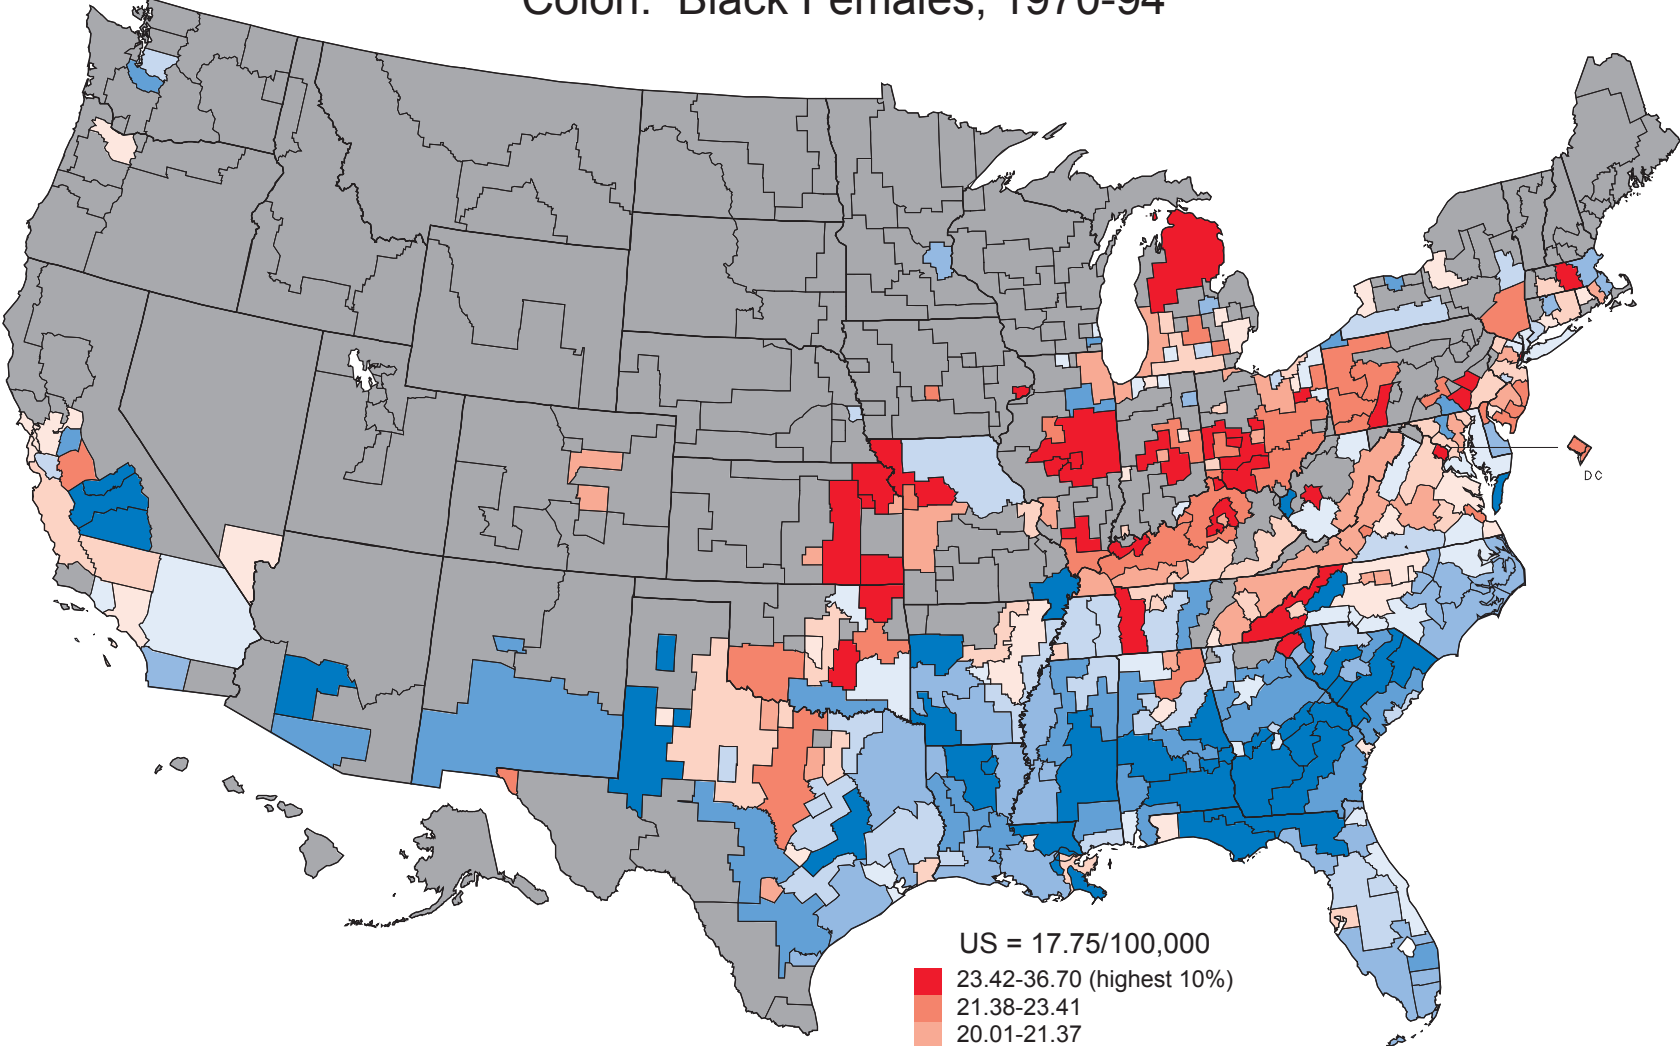 Colon: Black Females, 1970-94
DC
US = 17.75/100,000
23.42-36.70 (highest 10%)
21.38-23.41
20.01-21.37